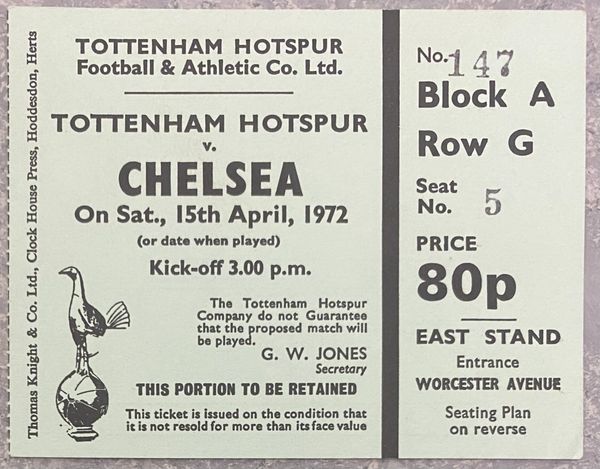 Thomas Knight & Co. Ltd., Clock House Press, Hoddesdon, Herts
TOTTENHAM HOTSPUR
Football & Athletic Co. Ltd.
TOTTENHAM HOTSPUR
v.
CHELSEA
On Sat., 15th April, 1972
(or date when played)
Kick-off 3.00 p.m.
The Tottenham Hotspur
Company do not Guarantee
that the proposed match will
be played.
G. W. JONES
Secretary
THIS PORTION TO BE RETAINED
This ticket is issued on the condition that
it is not resold for more than its face value
No. 147
Block A
Row G
Seat
No. 5
PRICE
80p
EAST STAND
Entrance
WORCESTER AVENUE
Seating Plan
on reverse